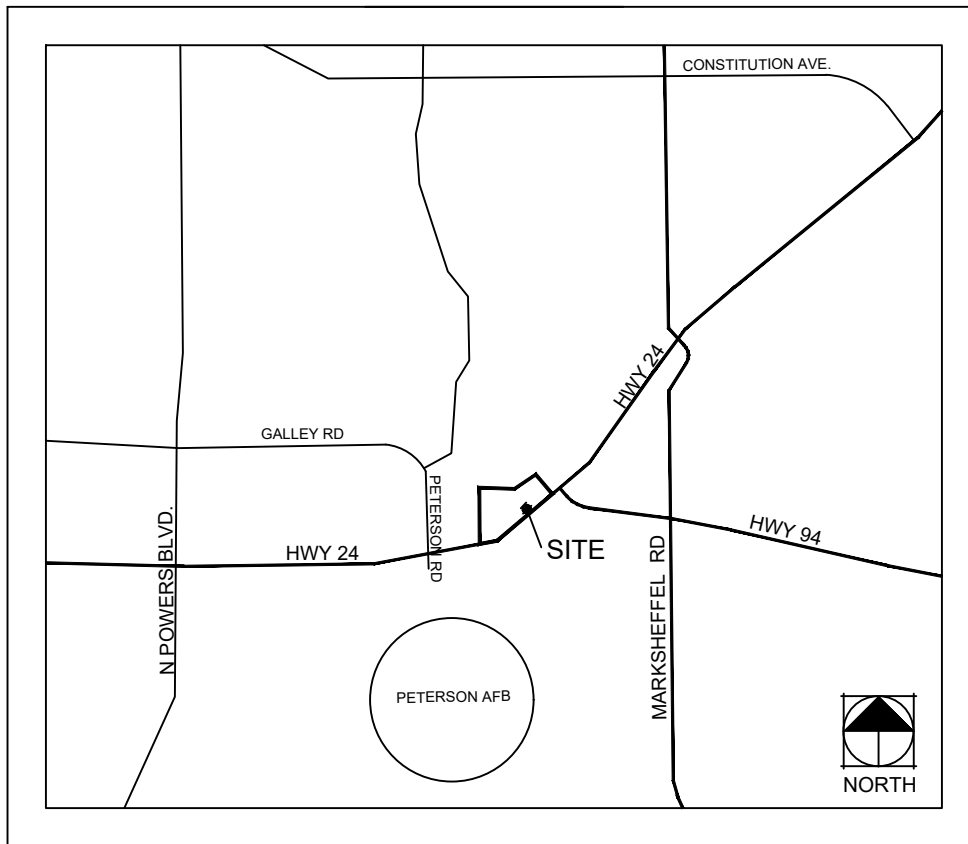 CONSTITUTION AVE.
HWY 24
GALLEY RD
PETERSON RD
N POWERS BLVD.
HWY 24
SITE
HWY 94
MARKSHEFFEL RD
PETERSON AFB
NORTH